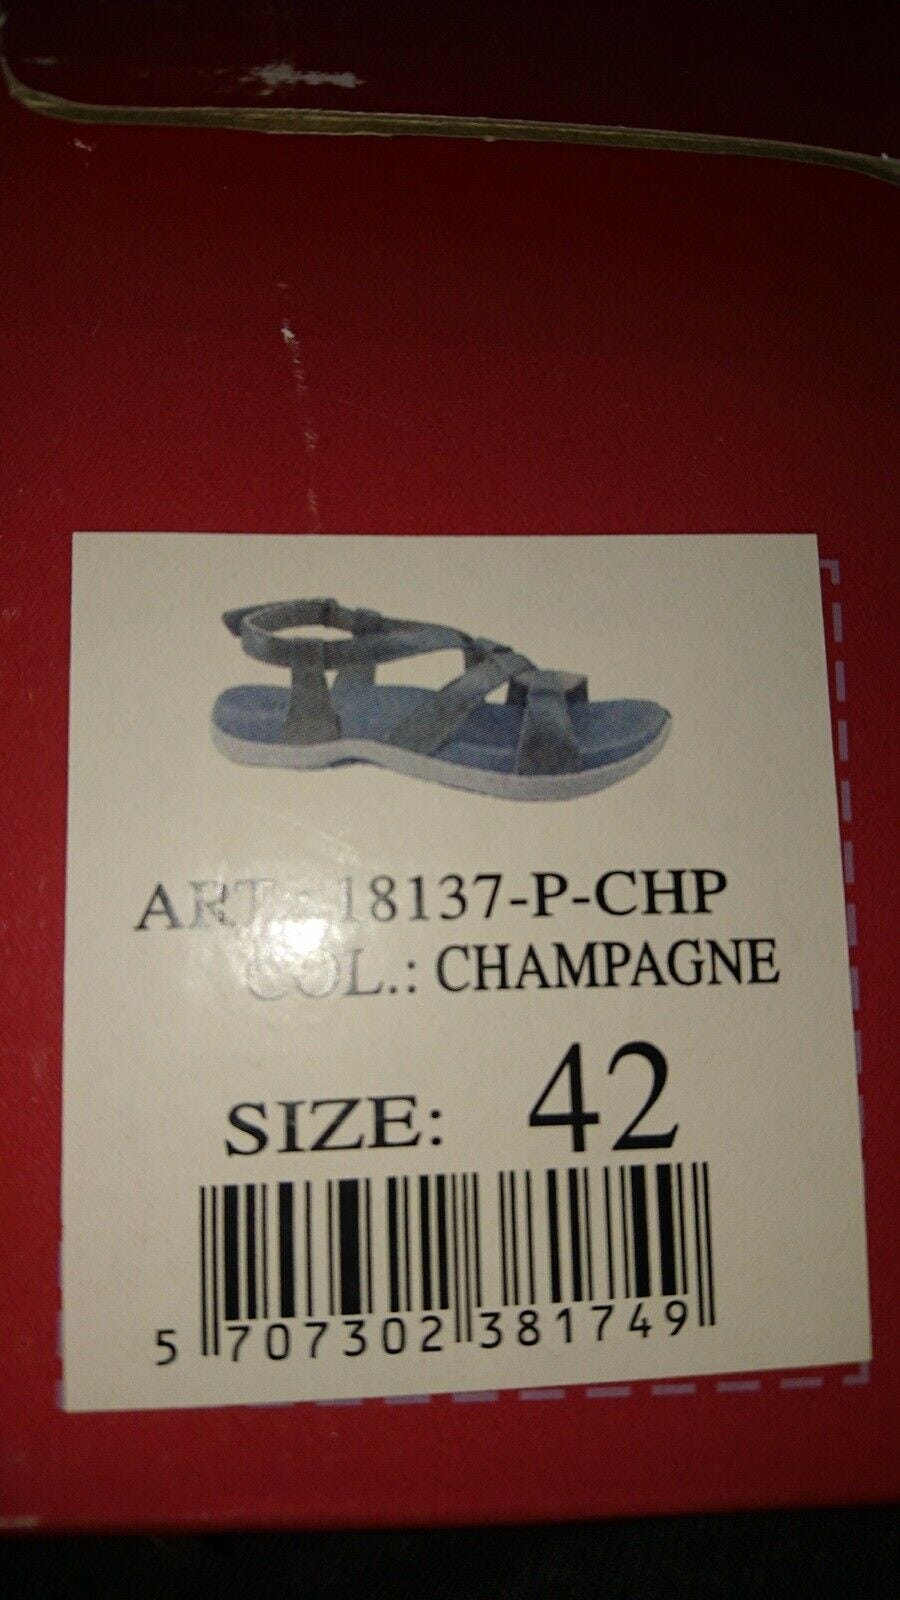 ART.: 18137-P-CHP
COL.: CHAMPAGNE
SIZE: 42
5 707302 381749